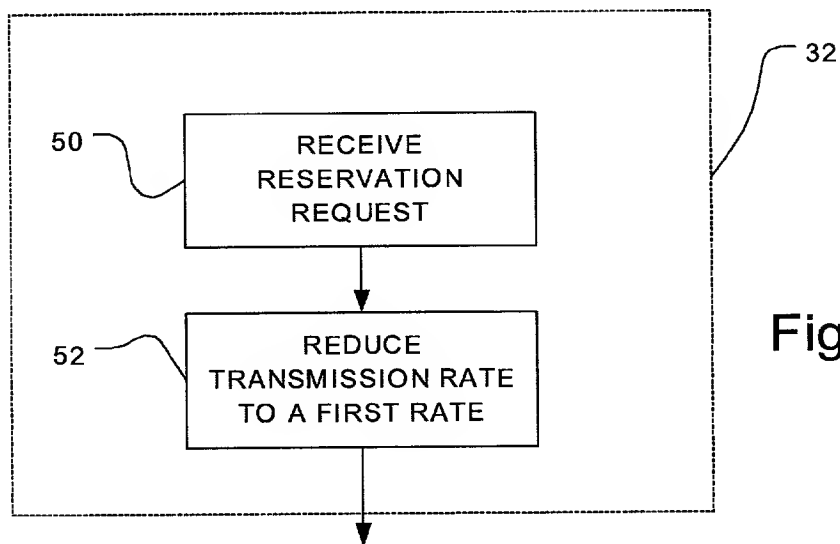 32
50
RECEIVE
RESERVATION
REQUEST
52
REDUCE
TRANSMISSION RATE
TO A FIRST RATE
Fig